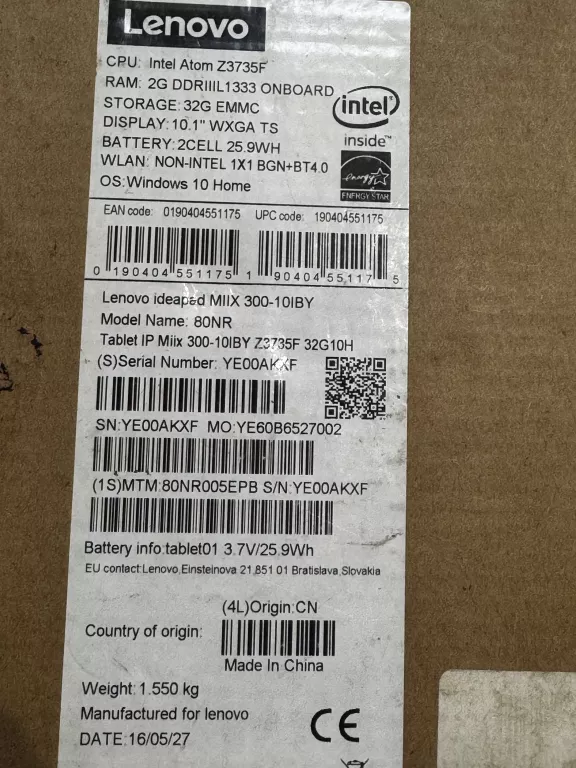 Lenovo
CPU: Intel Atom Z3735F
RAM: 2G DDRIIIL1333 ONBOARD
STORAGE: 32G EMMC
DISPLAY: 10.1" WXGA TS
BATTERY: 2CELL 25.9WH
WLAN: NON-INTEL 1X1 BGN+BT4.0
OS: Windows 10 Home
intel
inside™
energy
ENERGY STAR
EAN code: 0190404551175 UPC code: 190404551175
0 190404 551175 1 90404 55117 5
Lenovo ideapad MIIX 300-10IBY
Model Name: 80NR
Tablet IP Miix 300-10IBY Z3735F 32G10H
(S)Serial Number: YE00AKXF
SN:YE00AKXF MO:YE60B6527002
(1S)MTM:80NR005EPB S/N:YE00AKXF
Battery info:tablet01 3.7V/25.9Wh
EU contact:Lenovo,Einsteinova 21,851 01 Bratislava,Slovakia
(4L)Origin:CN
Country of origin:
Made In China
Weight: 1.550 kg
Manufactured for lenovo
DATE: 16/05/27
CE